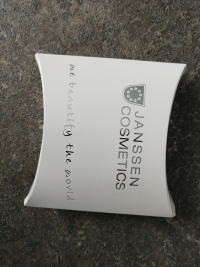 JANSSEN
COSMETICS
we beautify the world